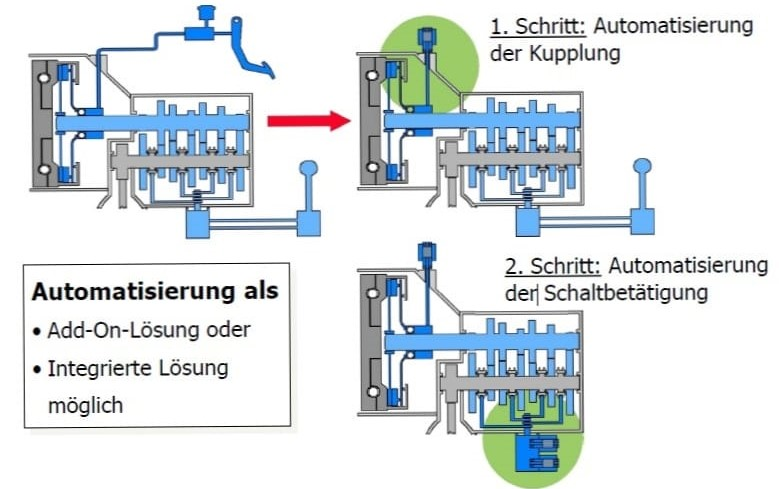 1. Schritt: Automatisierung
der Kupplung
2. Schritt: Automatisierung
der Schaltbetätigung
Automatisierung als
• Add-On-Lösung oder
• Integrierte Lösung
möglich